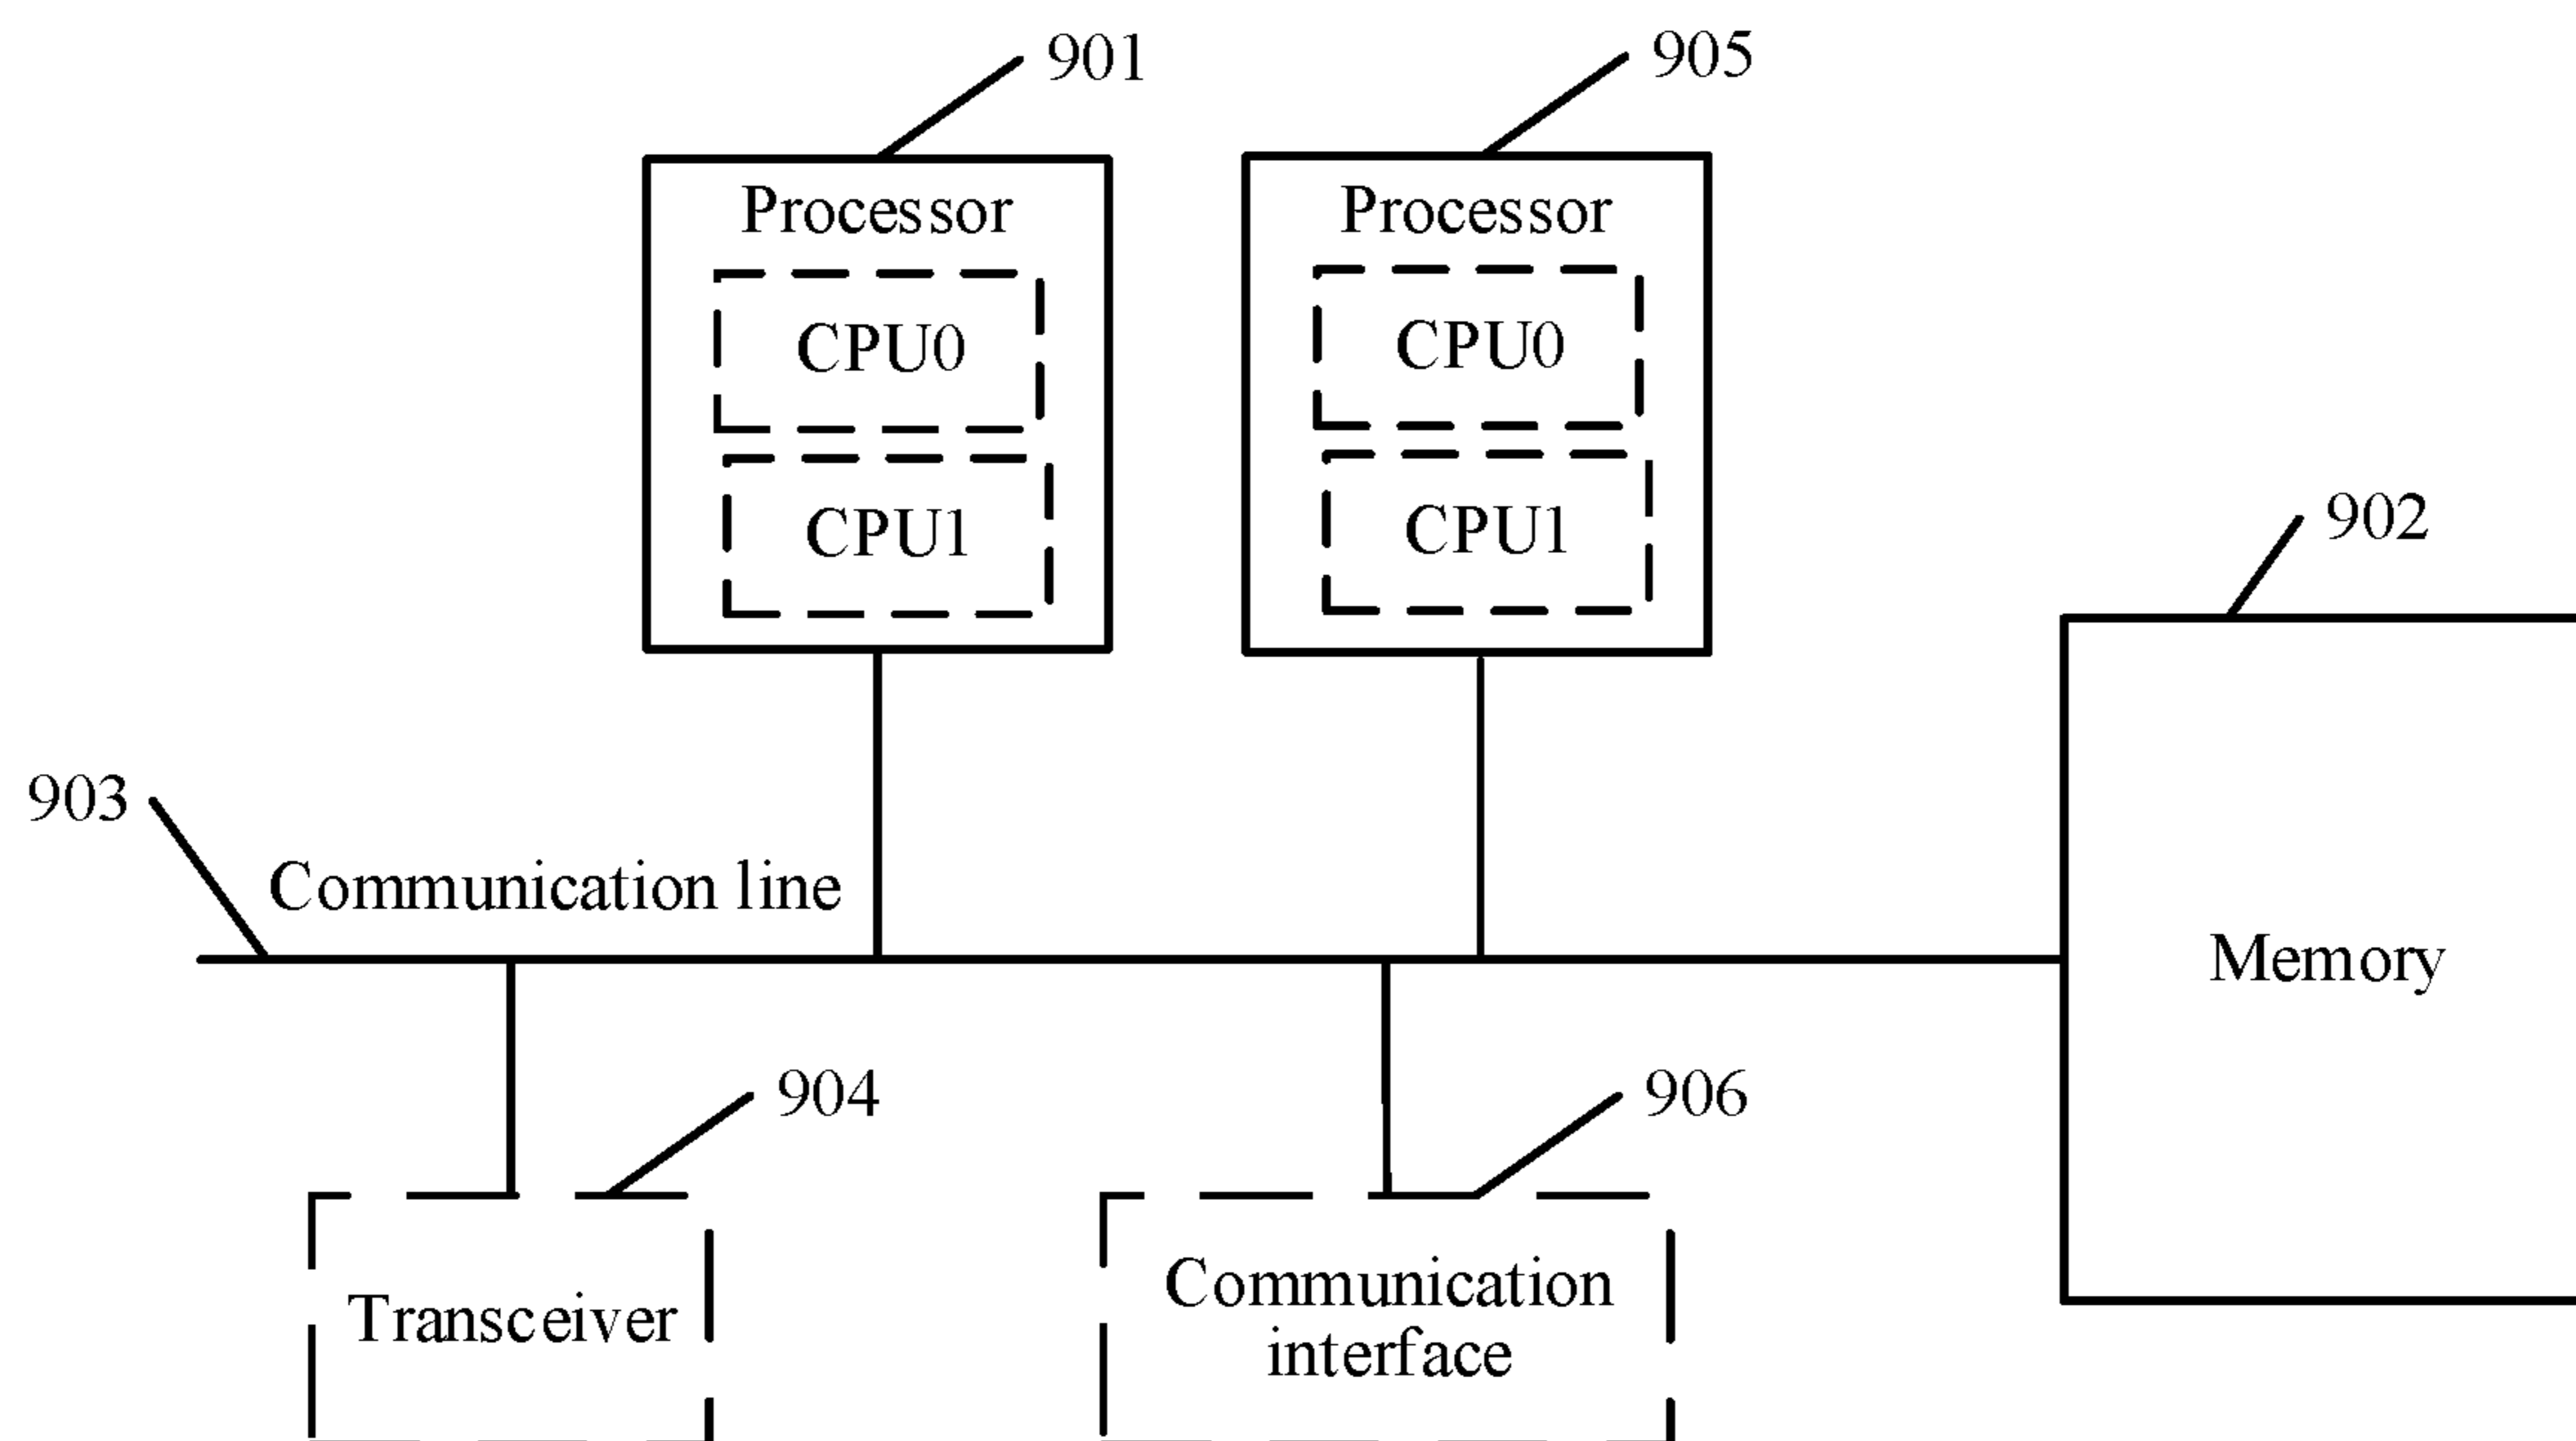 901
905
Processor
Processor
CPU0
CPU0
CPU1
CPU1
902
903
Communication line
Memory
904
906
Transceiver
Communication
interface